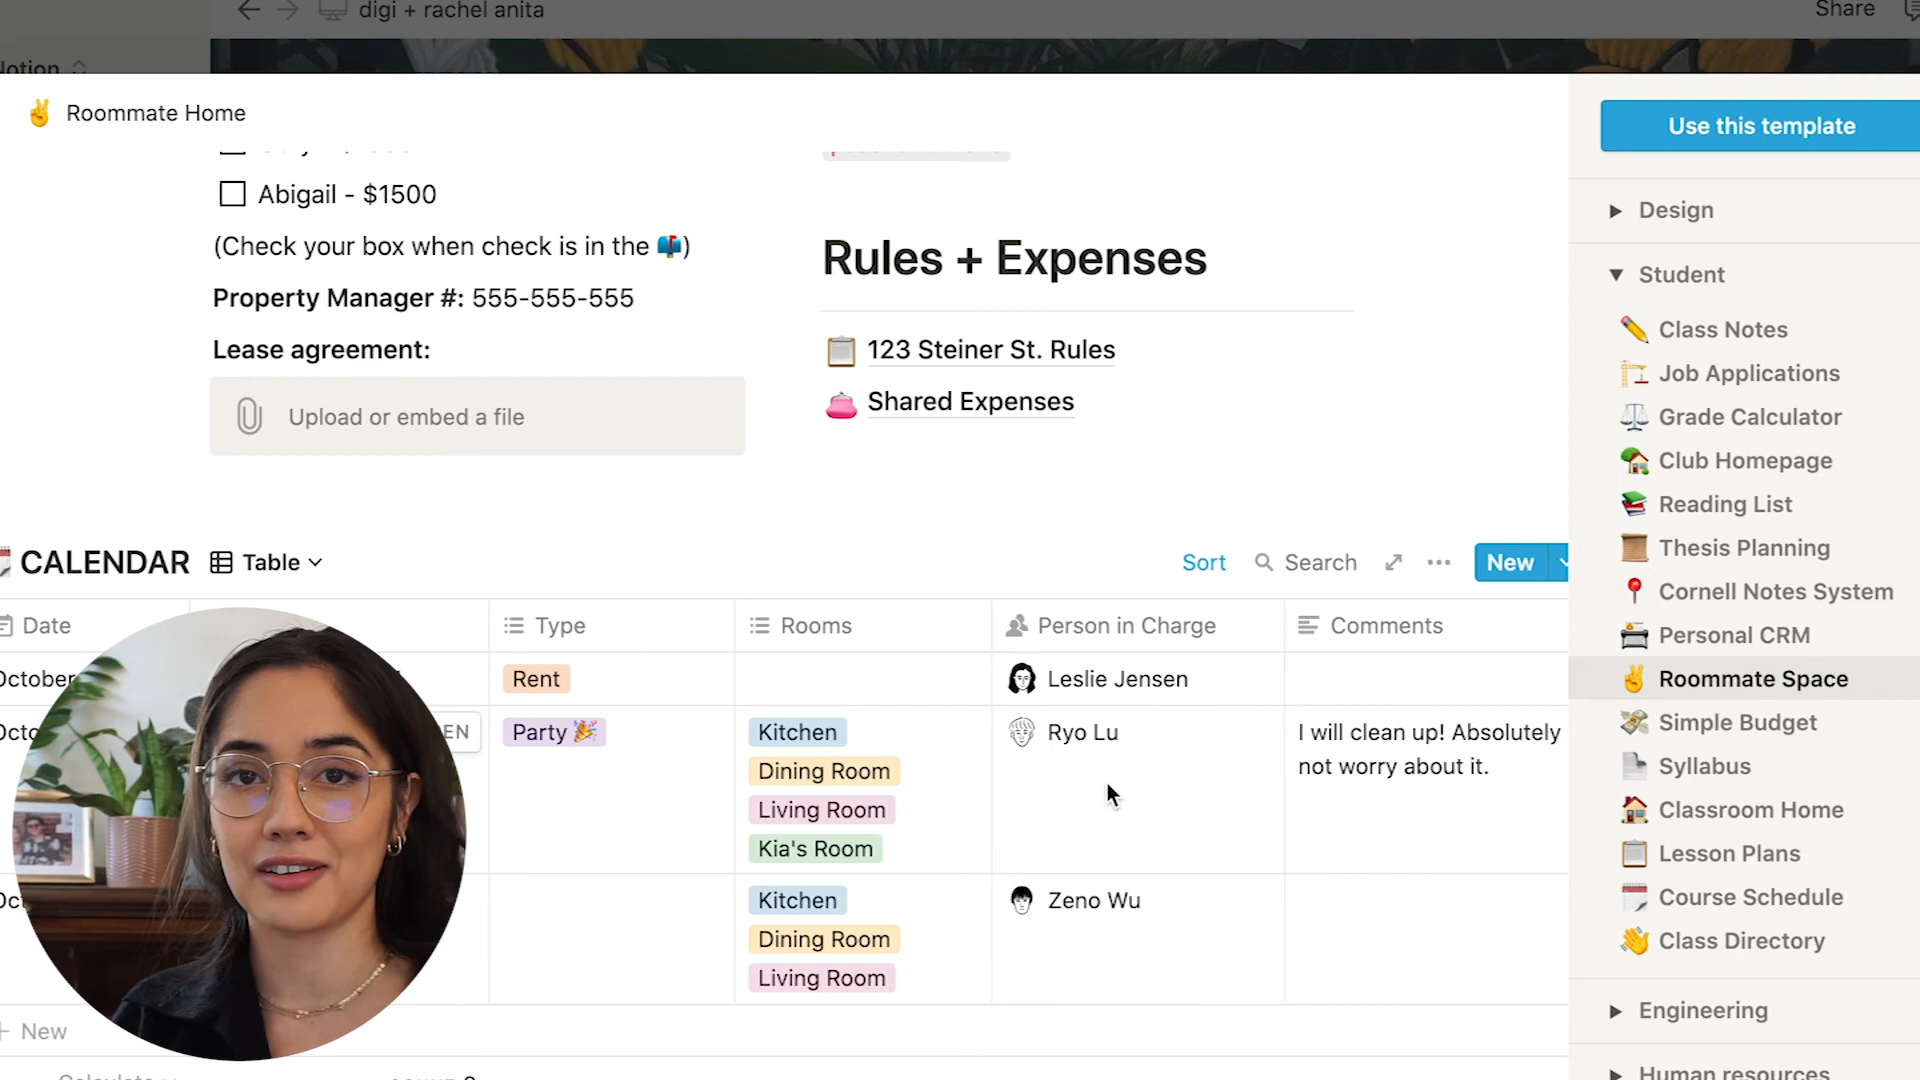 digi + rachel anita
Share
Notion
Roommate Home
Use this template
Abigail - $1500
(Check your box when check is in the 📫)
Property Manager #: 555-555-555
Lease agreement:
Upload or embed a file
Rules + Expenses
123 Steiner St. Rules
Shared Expenses
CALENDAR
Table
Sort
Search
New
Date
Type
Rooms
Person in Charge
Comments
October
Rent
Leslie Jensen
EN
Party 🎉
Kitchen
Dining Room
Living Room
Kia's Room
Ryo Lu
I will clean up! Absolutely
not worry about it.
Kitchen
Dining Room
Living Room
Zeno Wu
New
Calculate
Design
Student
Class Notes
Job Applications
Grade Calculator
Club Homepage
Reading List
Thesis Planning
Cornell Notes System
Personal CRM
Roommate Space
Simple Budget
Syllabus
Classroom Home
Lesson Plans
Course Schedule
Class Directory
Engineering
Human resources